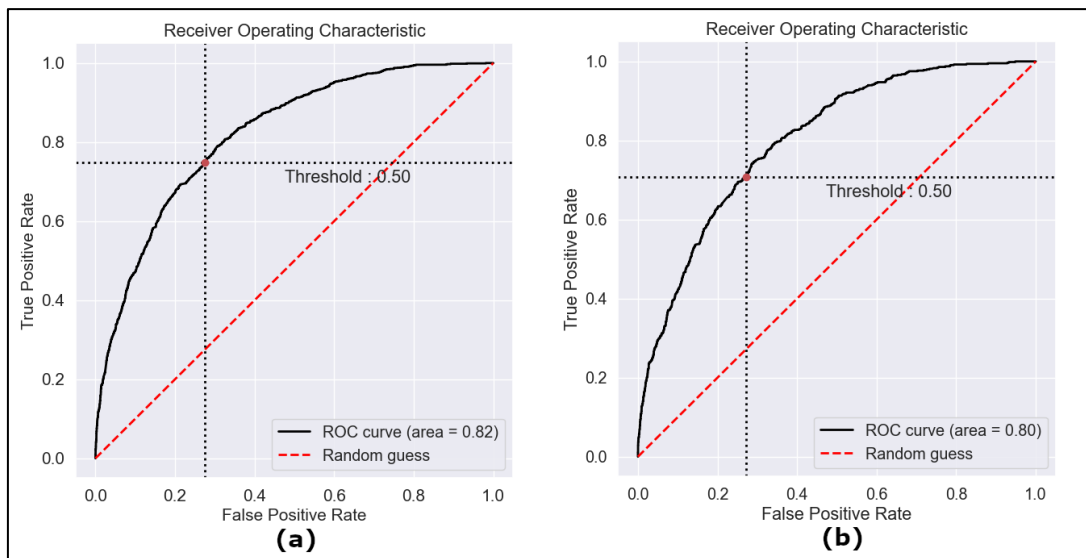 Receiver Operating Characteristic
True Positive Rate
1.0
0.8
0.6
0.4
0.2
0.0
Threshold : 0.50
ROC curve (area = 0.82)
Random guess
0.0 0.2 0.4 0.6 0.8 1.0
False Positive Rate
(a)
Receiver Operating Characteristic
True Positive Rate
1.0
0.8
0.6
0.4
0.2
0.0
Threshold : 0.50
ROC curve (area = 0.80)
Random guess
0.0 0.2 0.4 0.6 0.8 1.0
False Positive Rate
(b)